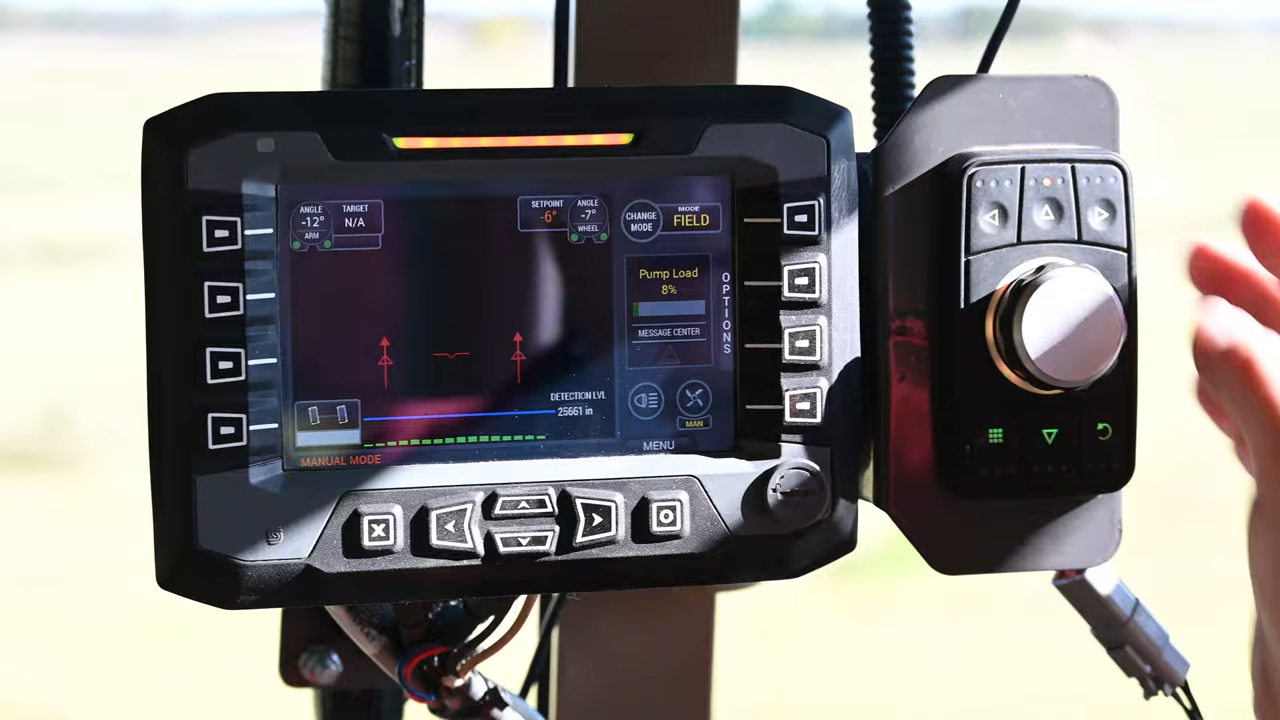 ANGLE
-12°
ARM
TARGET
N/A
SETPOINT
-6°
ANGLE
-7°
WHEEL
CHANGE
MODE
MODE
FIELD
Pump Load
8%
MESSAGE CENTER
OPTIONS
DETECTION LVL
25661 in
MAN
MENU
MANUAL MODE
X
O